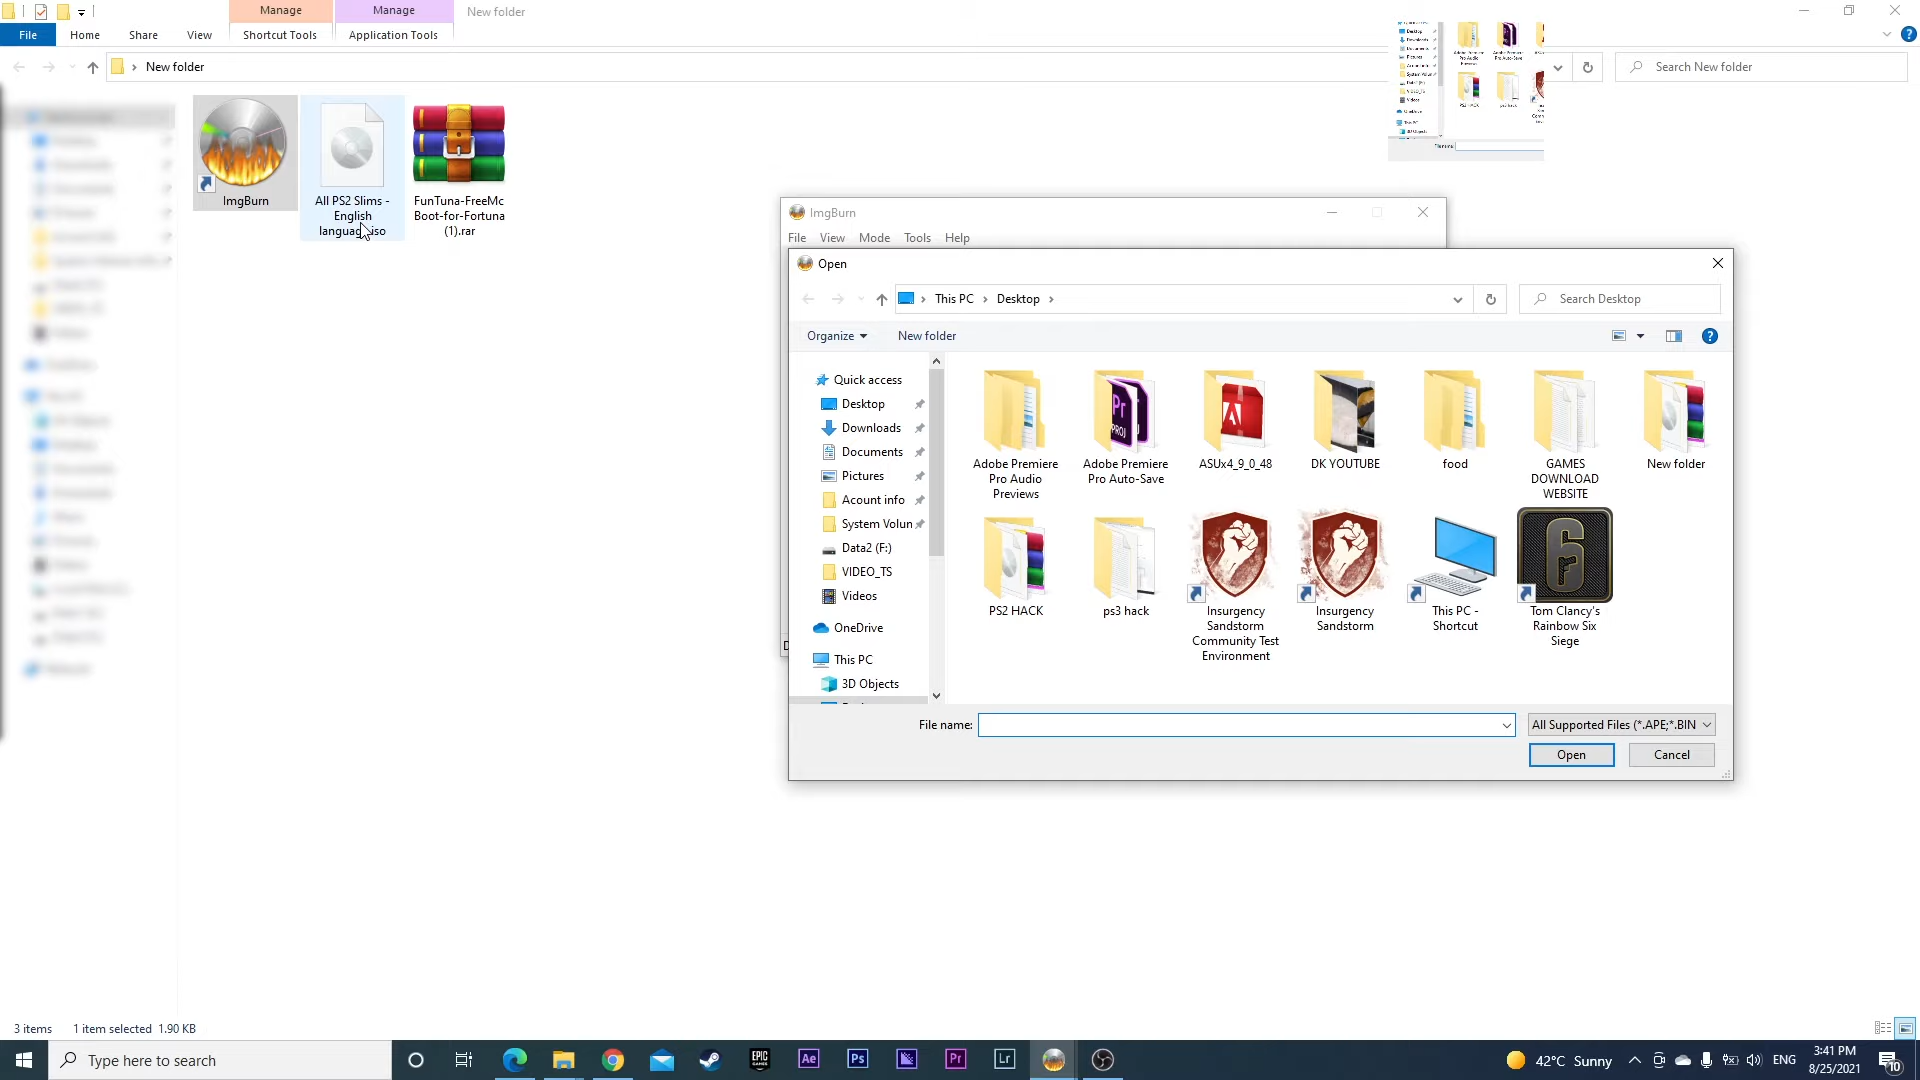 Manage
Manage
New folder
File
Home
Share
View
Shortcut Tools
Application Tools
New folder
Search New folder
ImgBurn
All PS2 Slims -
English
FunTuna-FreeMc
Boot-for-Fortuna
(1).rar
ImgBurn
File
View
Mode
Tools
Help
Open
This PC
Desktop
Search Desktop
Organize
New folder
Quick access
Desktop
Downloads
Documents
Pictures
Acount info
System Volun
Data2 (F:)
VIDEO_TS
Videos
OneDrive
This PC
3D Objects
Adobe Premiere
Pro Audio
Previews
Adobe Premiere
Pro Auto-Save
ASUx4_9_0_48
DK YOUTUBE
food
GAMES
DOWNLOAD
WEBSITE
New folder
PS2 HACK
ps3 hack
Insurgency
Sandstorm
Community Test
Environment
Insurgency
Sandstorm
This PC -
Shortcut
Tom Clancy's
Rainbow Six
Siege
File name:
All Supported Files (*.APE;*.BIN
Open
Cancel
3 items
1 item selected 1.90 KB
Type here to search
42°C Sunny
ENG
3:41 PM
8/25/2021
10